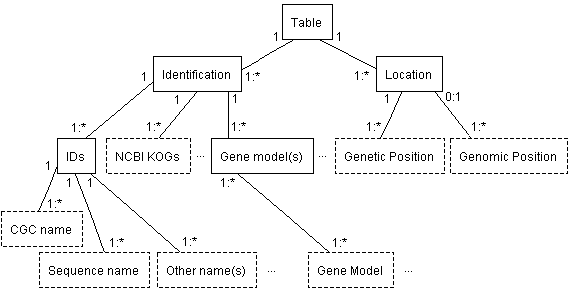 Table
1 1
1:* 1:*
Identification Location
1 1 1 1 0:1
1:* 1:* 1:* 1:* 1:*
IDs NCBI KOGs ... Gene model(s) ... Genetic Position Genomic Position
1 1 1 1:*
1:*
CGC name
1:* 1:* 1:*
Sequence name Other name(s) ... Gene Model ...